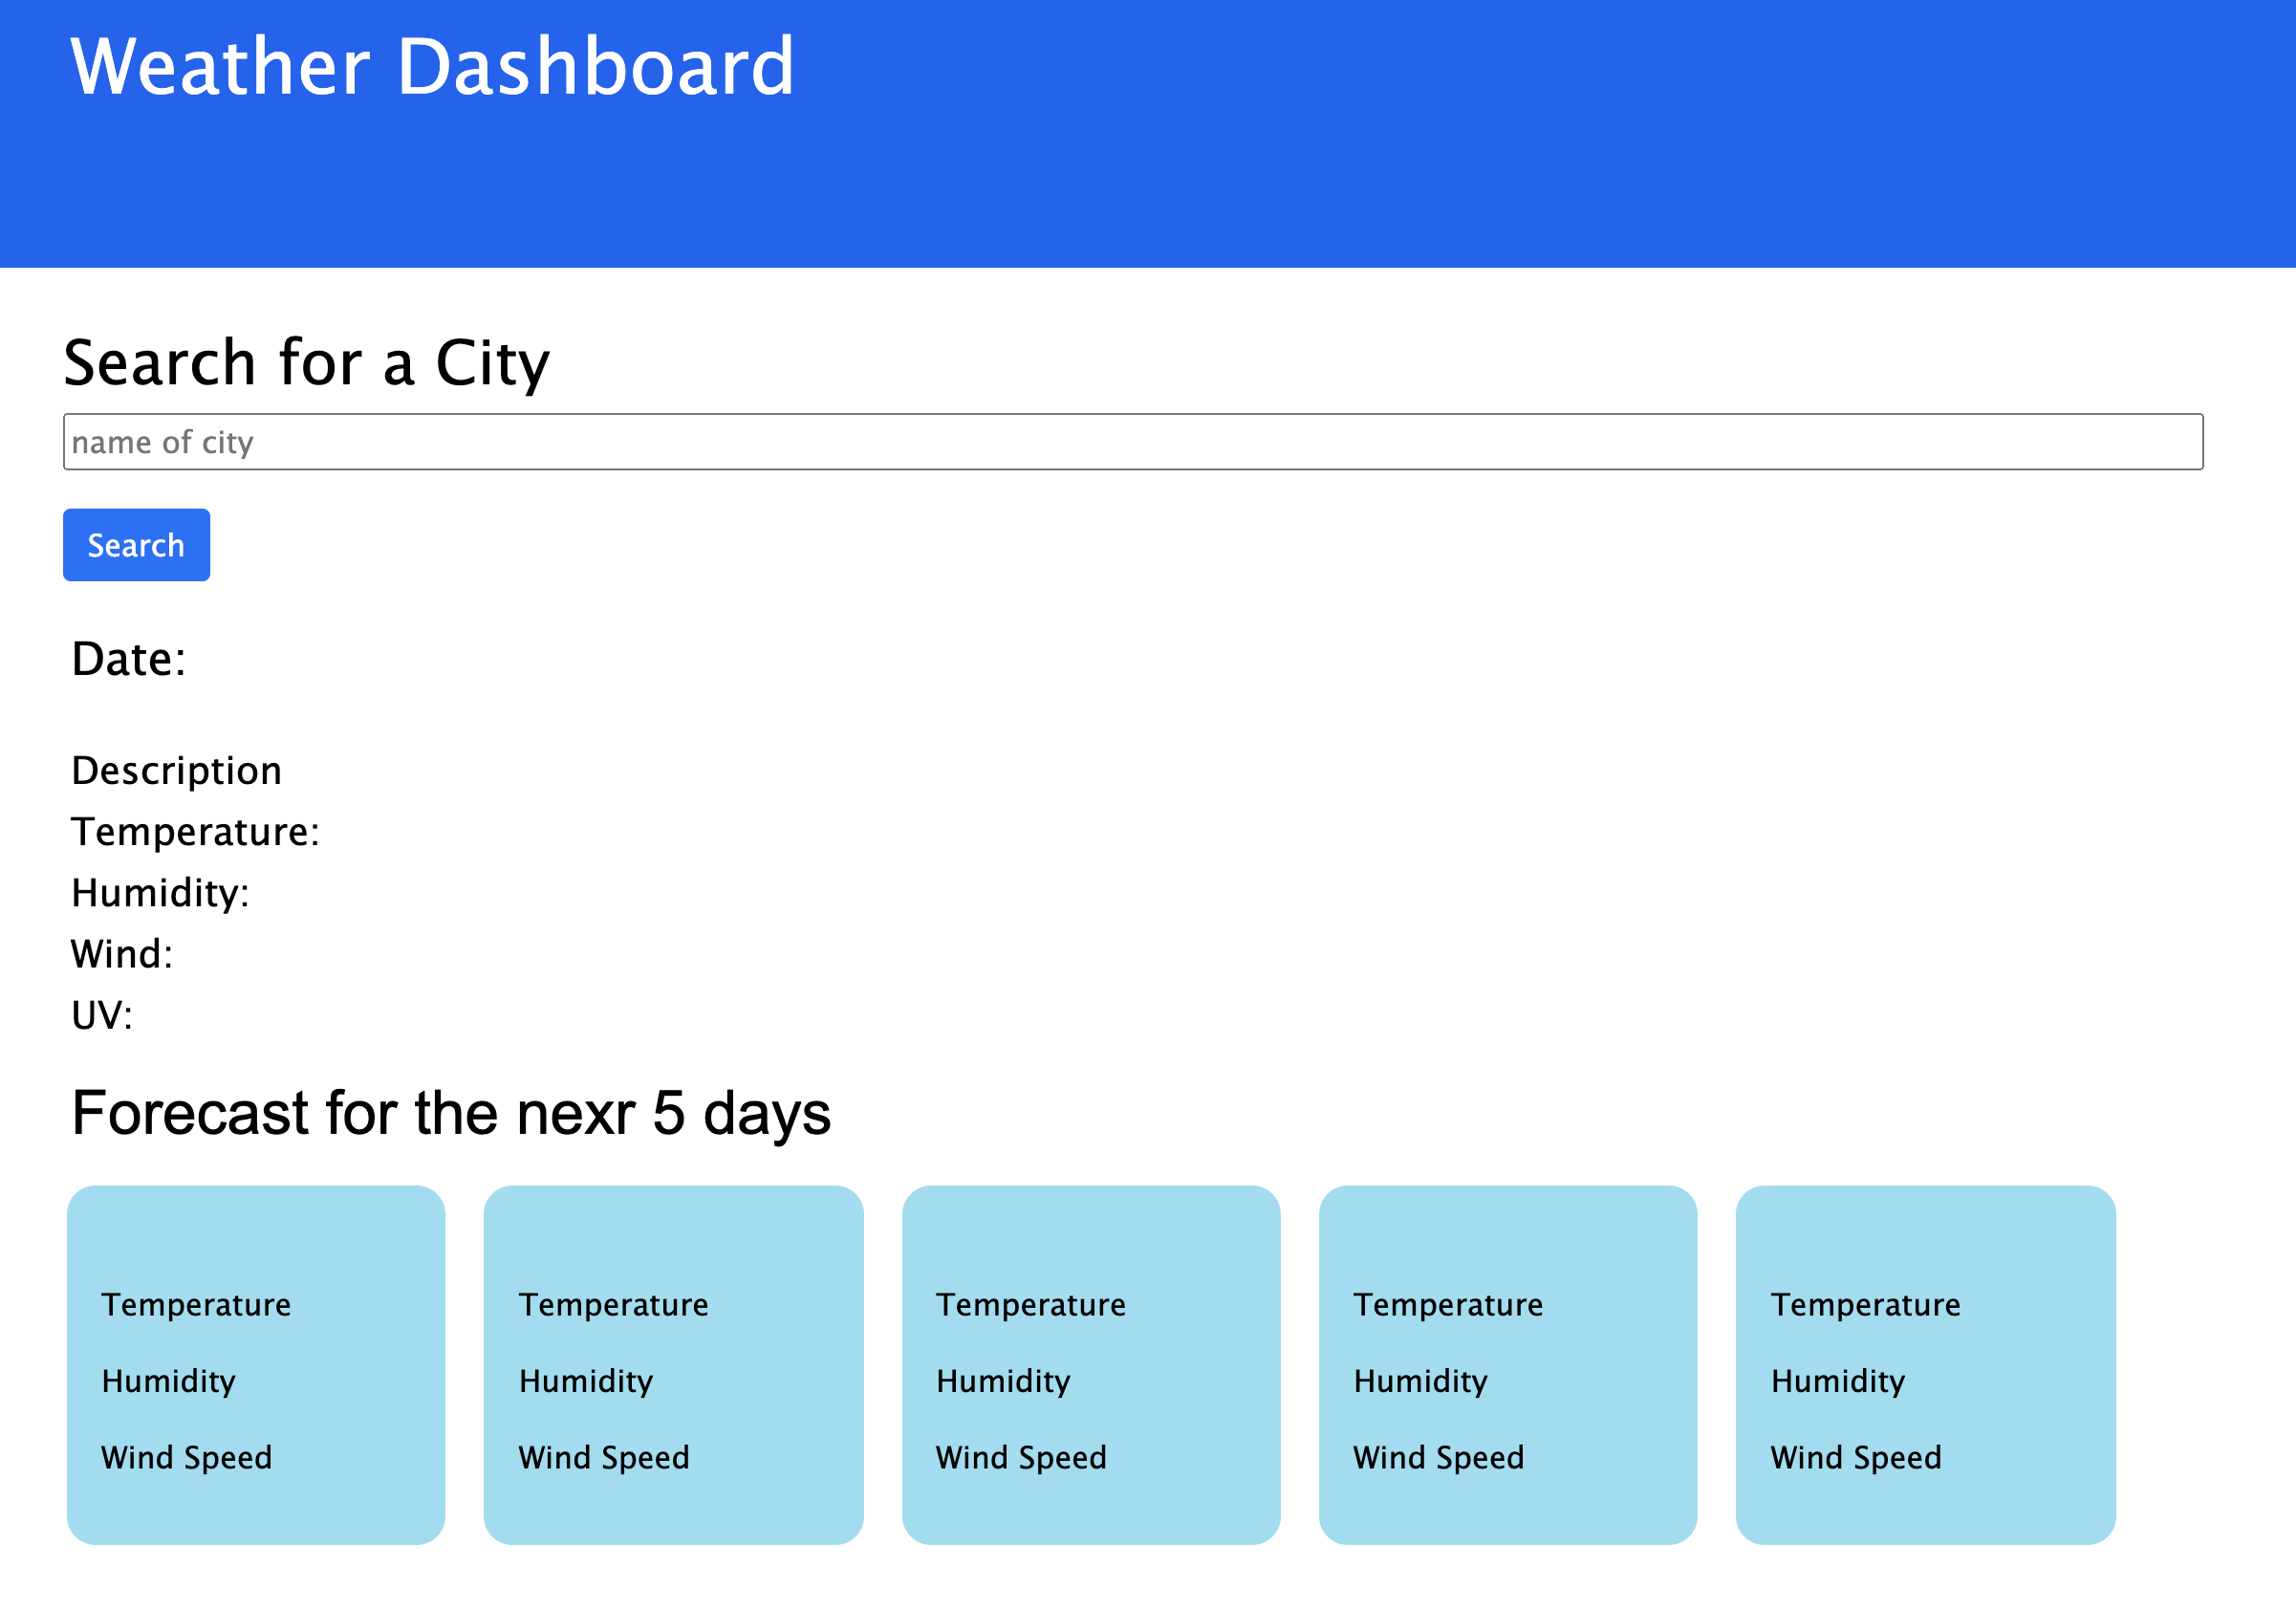 Weather Dashboard
Search for a City
name of city
Search
Date:
Description
Temperature:
Humidity:
Wind:
UV:
Forecast for the nexr 5 days
Temperature Temperature Temperature Temperature Temperature
Humidity Humidity Humidity Humidity Humidity
Wind Speed Wind Speed Wind Speed Wind Speed Wind Speed